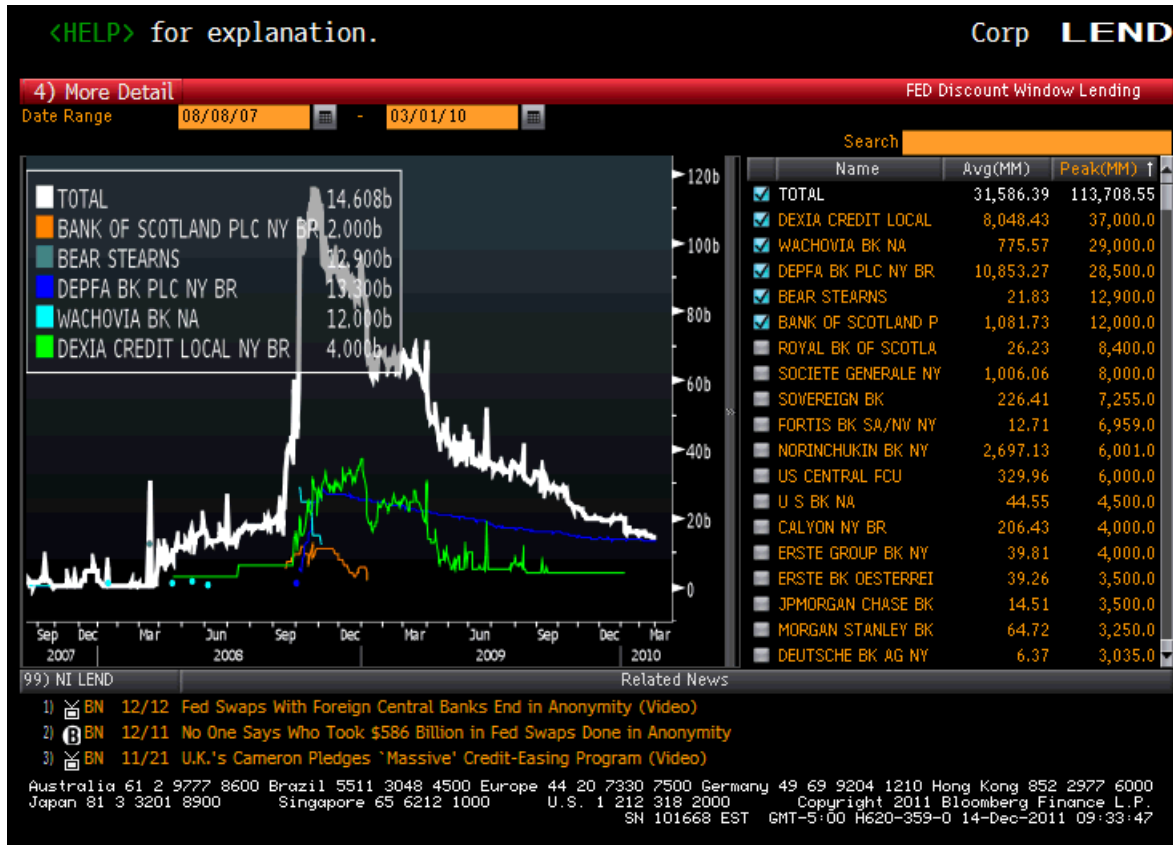 <HELP> for explanation. Corp LEND
4) More Detail FED Discount Window Lending
Date Range 08/08/07 - 03/01/10
Search
TOTAL 14.608b
BANK OF SCOTLAND PLC NY BR 2.000b
BEAR STEARNS 12.900b
DEPFA BK PLC NY BR 13.300b
WACHOVIA BK NA 12.000b
DEXIA CREDIT LOCAL NY BR 4.000b
120b
100b
80b
60b
40b
20b
0
Sep Dec Mar Jun Sep Dec Mar Jun Sep Dec Mar
2007 2008 2009 2010
Name Avg(MM) Peak(MM) ↑
TOTAL 31,586.39 113,708.55
DEXIA CREDIT LOCAL 8,048.43 37,000.0
WACHOVIA BK NA 775.57 29,000.0
DEPFA BK PLC NY BR 10,853.27 28,500.0
BEAR STEARNS 21.83 12,900.0
BANK OF SCOTLAND P 1,081.73 12,000.0
ROYAL BK OF SCOTLA 26.23 8,400.0
SOCIETE GENERALE NY 1,006.06 8,000.0
SOVEREIGN BK 226.41 7,255.0
FORTIS BK SA/NV NY 12.71 6,959.0
NORINCHUKIN BK NY 2,697.13 6,001.0
US CENTRAL FCU 329.96 6,000.0
U S BK NA 44.55 4,500.0
CALYON NY BR 206.43 4,000.0
ERSTE GROUP BK NY 39.81 4,000.0
ERSTE BK OESTERREI 39.26 3,500.0
JPMORGAN CHASE BK 14.51 3,500.0
MORGAN STANLEY BK 64.72 3,250.0
DEUTSCHE BK AG NY 6.37 3,035.0
99) NI LEND Related News
1) BN 12/12 Fed Swaps With Foreign Central Banks End in Anonymity (Video)
2) B BN 12/11 No One Says Who Took $586 Billion in Fed Swaps Done in Anonymity
3) BN 11/21 U.K.'s Cameron Pledges `Massive' Credit-Easing Program (Video)
Australia 61 2 9777 8600 Brazil 5511 3048 4500 Europe 44 20 7330 7500 Germany 49 69 9204 1210 Hong Kong 852 2977 6000
Japan 81 3 3201 8900 Singapore 65 6212 1000 U.S. 1 212 318 2000 Copyright 2011 Bloomberg Finance L.P.
SN 101668 EST GMT-5:00 H620-359-0 14-Dec-2011 09:33:47